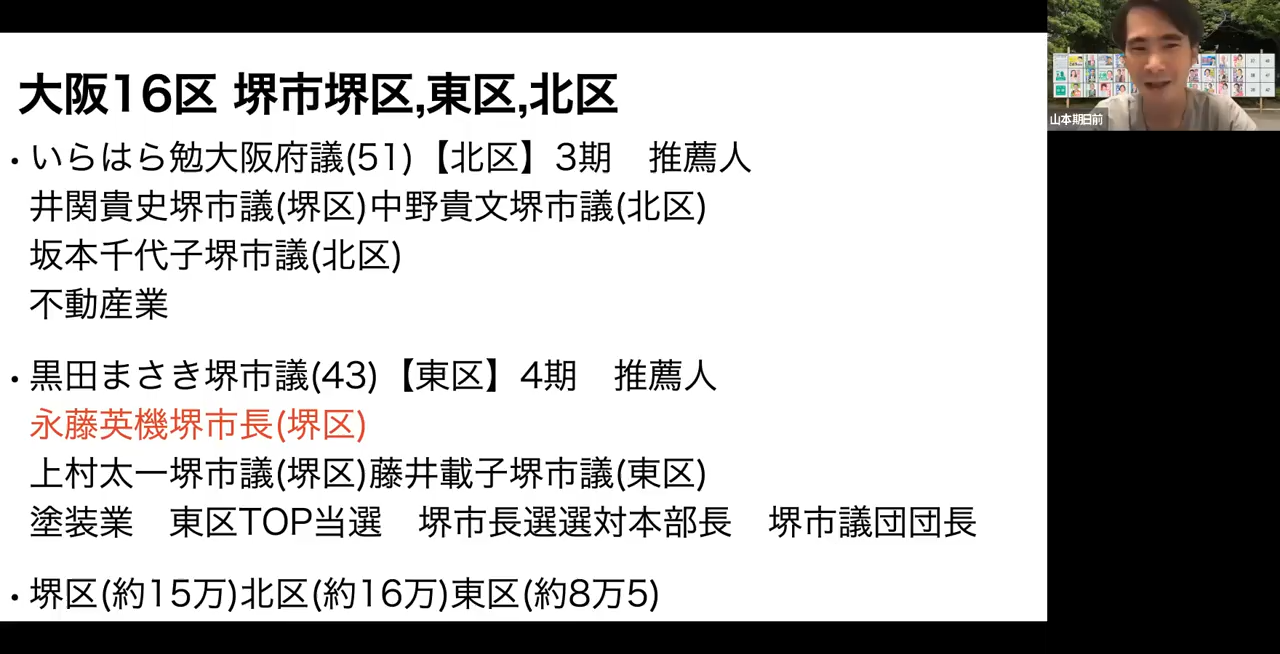 大阪16区 堺市堺区,東区,北区
・いらはら勉大阪府議(51)【北区】3期　推薦人
井関貴史堺市議(堺区)中野貴文堺市議(北区)
坂本千代子堺市議(北区)
不動産業
・黒田まさき堺市議(43)【東区】4期　推薦人
永藤英機堺市長(堺区)
上村太一堺市議(堺区)藤井載子堺市議(東区)
塗装業　東区TOP当選　堺市長選選対本部長　堺市議団団長
・堺区(約15万)北区(約16万)東区(約8万5)
山本期日前